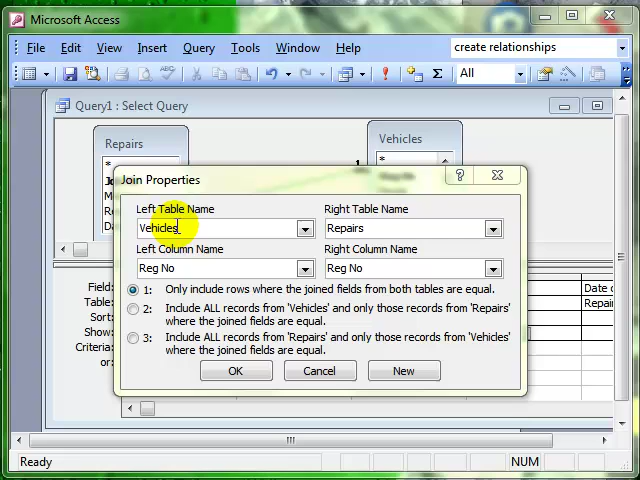 Microsoft Access
File Edit View Insert Query Tools Window Help create relationships
All
Query1 : Select Query
Repairs
Vehicles
*
*
1
Join Properties
Left Table Name Right Table Name
Vehicles Repairs
Left Column Name Right Column Name
Reg No Reg No
1: Only include rows where the joined fields from both tables are equal.
2: Include ALL records from 'Vehicles' and only those records from 'Repairs'
where the joined fields are equal.
3: Include ALL records from 'Repairs' and only those records from 'Vehicles'
where the joined fields are equal.
OK Cancel New
Field: Date o
Table: Repair
Sort:
Show:
Criteria:
or:
Ready NUM